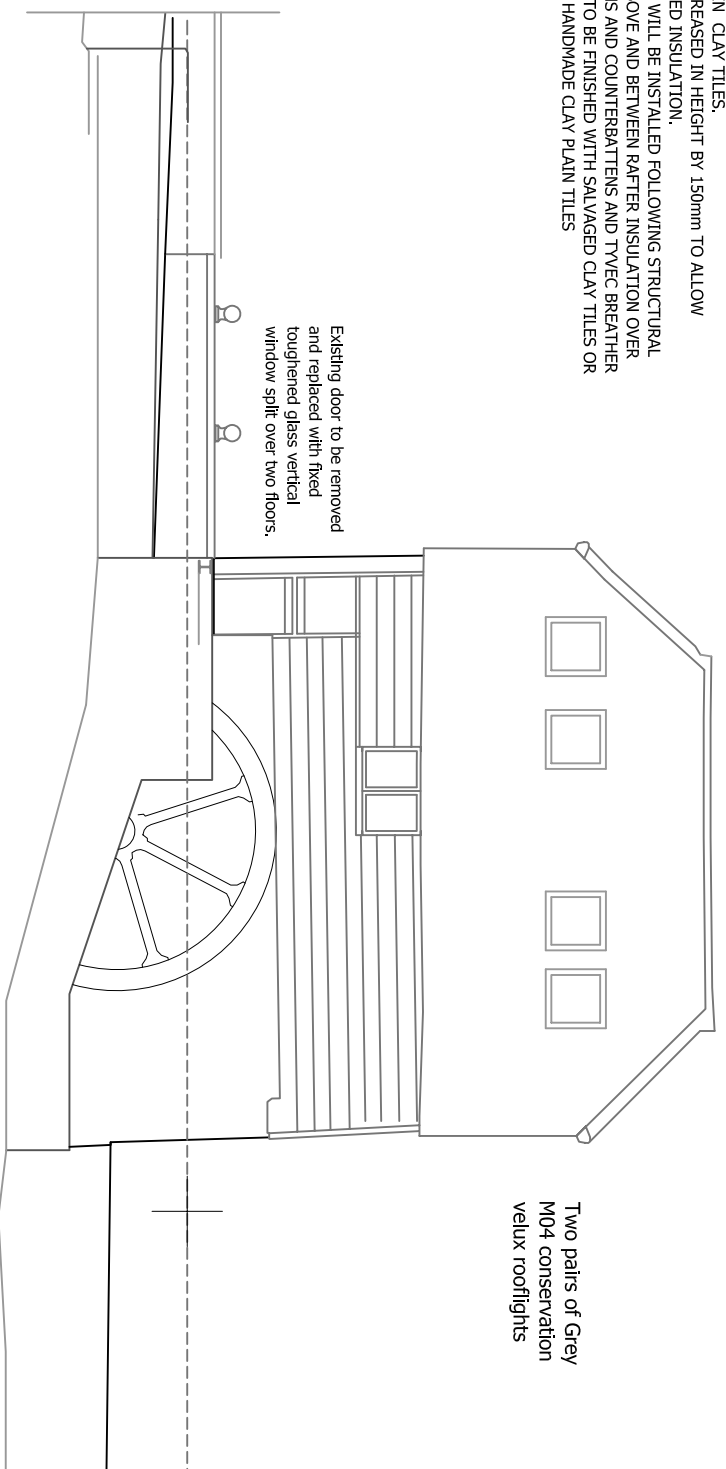 N CLAY TILES.
REASED IN HEIGHT BY 150mm TO ALLOW
ED INSULATION.
WILL BE INSTALLED FOLLOWING STRUCTURAL
OVE AND BETWEEN RAFTER INSULATION OVER
S AND COUNTERBATTENS AND TYVEC BREATHER
TO BE FINISHED WITH SALVAGED CLAY TILES OR
HANDMADE CLAY PLAIN TILES
Existing door to be removed
and replaced with fixed
toughened glass vertical
window split over two floors.
Two pairs of Grey
M04 conservation
velux rooflights